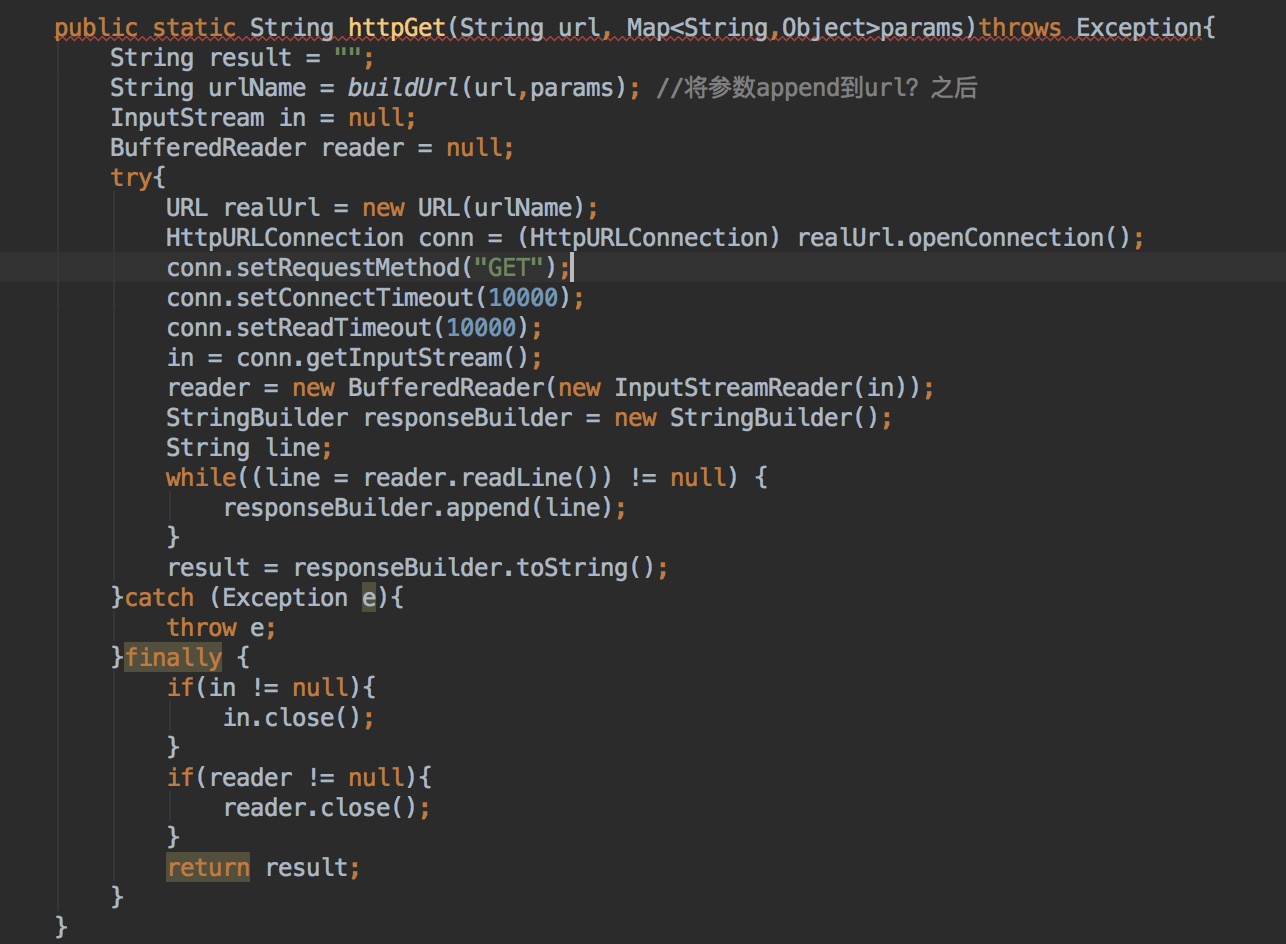 public static String httpGet(String url, Map<String,Object>params)throws Exception{
    String result = "";
    String urlName = buildUrl(url,params); //将参数append到url？之后
    InputStream in = null;
    BufferedReader reader = null;
    try{
        URL realUrl = new URL(urlName);
        HttpURLConnection conn = (HttpURLConnection) realUrl.openConnection();
        conn.setRequestMethod("GET");
        conn.setConnectTimeout(10000);
        conn.setReadTimeout(10000);
        in = conn.getInputStream();
        reader = new BufferedReader(new InputStreamReader(in));
        StringBuilder responseBuilder = new StringBuilder();
        String line;
        while((line = reader.readLine()) != null) {
            responseBuilder.append(line);
        }
        result = responseBuilder.toString();
    }catch (Exception e){
        throw e;
    }finally {
        if(in != null){
            in.close();
        }
        if(reader != null){
            reader.close();
        }
        return result;
    }
}